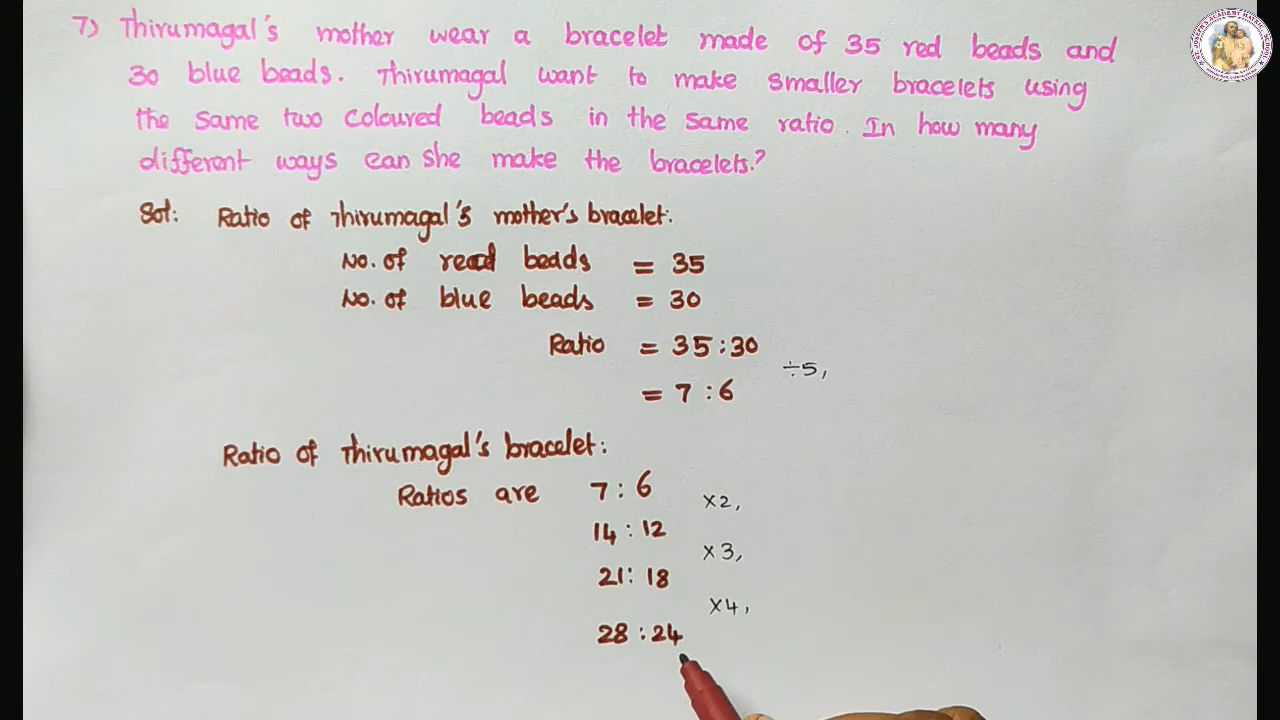 7) Thirumagal's mother wear a bracelet made of 35 red beads and
30 blue beads. Thirumagal want to make smaller bracelets using
the same two coloured beads in the same ratio. In how many
different ways can she make the bracelets.?
Sol: Ratio of Thirumagal's mother's bracelet:
No. of read beads = 35
No. of blue beads = 30
Ratio = 35:30
÷5,
= 7:6
Ratio of Thirumagal's bracelet:
Ratios are 7:6
×2,
14:12
×3,
21:18
×4,
28:24